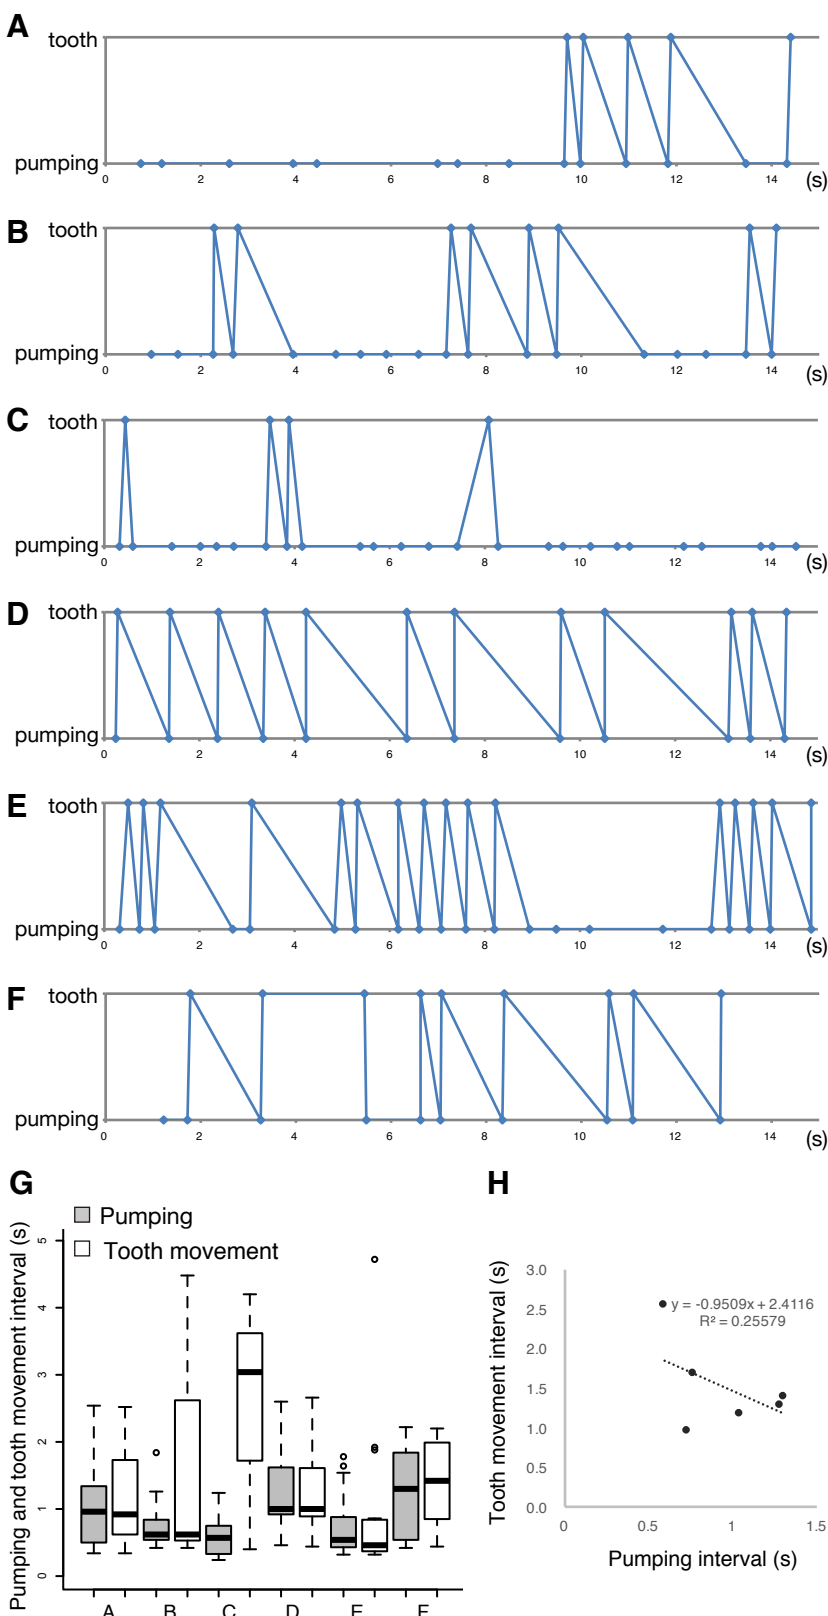 A
tooth
pumping
0 2 4 6 8 10 12 14 (s)
B
tooth
pumping
0 2 4 6 8 10 12 14 (s)
C
tooth
pumping
0 2 4 6 8 10 12 14 (s)
D
tooth
pumping
0 2 4 6 8 10 12 14 (s)
E
tooth
pumping
0 2 4 6 8 10 12 14 (s)
F
tooth
pumping
0 2 4 6 8 10 12 14 (s)
G
Pumping
Tooth movement
Pumping and tooth movement interval (s)
5
4
3
2
1
0
A B C D E F
H
Tooth movement interval (s)
3.0
2.5
2.0
1.5
1.0
0.5
0.0
y = -0.9509x + 2.4116
R² = 0.25579
0 0.5 1 1.5
Pumping interval (s)